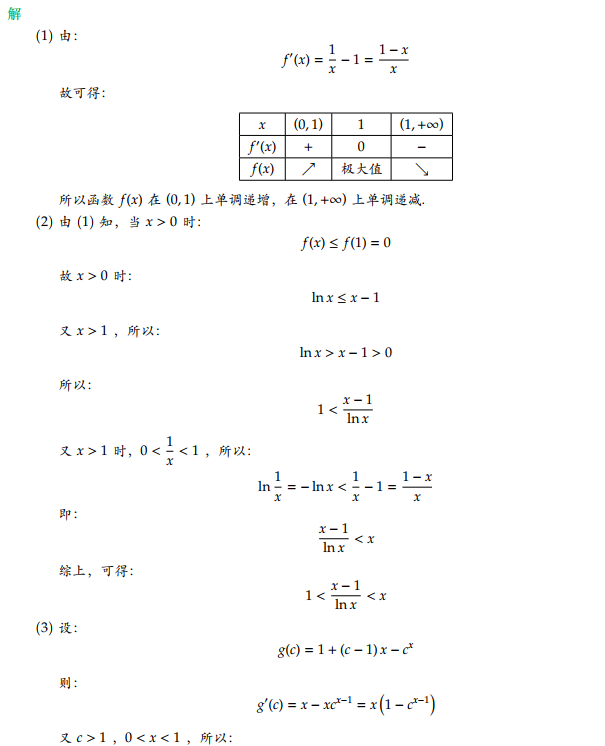 解
(1) 由:
f′(x) = 1/x − 1 = (1 − x)/x
故可得:
x (0, 1) 1 (1, +∞)
f′(x) + 0 −
f(x) ↗ 极大值 ↘
所以函数 f(x) 在 (0, 1) 上单调递增，在 (1, +∞) 上单调递减.
(2) 由 (1) 知，当 x > 0 时:
f(x) ≤ f(1) = 0
故 x > 0 时:
ln x ≤ x − 1
又 x > 1 ，所以:
ln x > x − 1 > 0
所以:
1 < (x − 1)/ln x
又 x > 1 时, 0 < 1/x < 1 ，所以:
ln 1/x = − ln x < 1/x − 1 = (1 − x)/x
即:
(x − 1)/ln x < x
综上，可得:
1 < (x − 1)/ln x < x
(3) 设:
g(c) = 1 + (c − 1) x − c^x
则:
g′(c) = x − xc^(x−1) = x(1 − c^(x−1))
又 c > 1 , 0 < x < 1 ，所以: